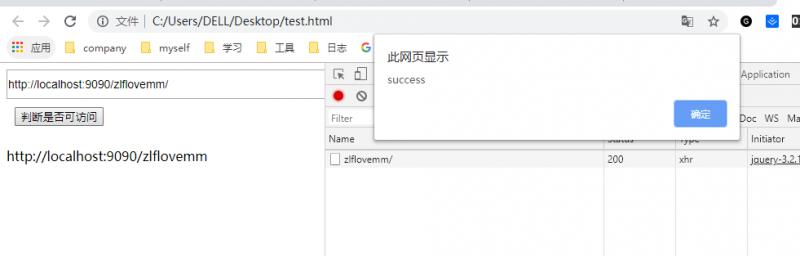 文件 | C:/Users/DELL/Desktop/test.html
应用 company myself 学习 工具 日志
此网页显示
success
确定
http://localhost:9090/zlflovemm/
判断是否可访问
http://localhost:9090/zlflovemm
Application
Filter
Doc WS
Name Status Type Initiator
zlflovemm/ 200 xhr jquery-3.2.1